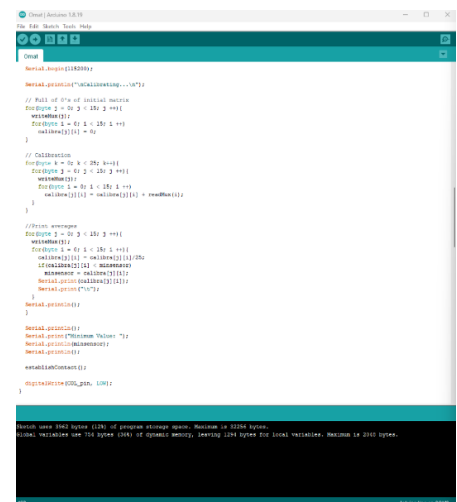 Omat | Arduino 1.8.19
File Edit Sketch Tools Help
Omat
Serial.begin(115200);
Serial.println("\nCalibrating...\n");
// Full of 0's of initial matrix
for(byte j = 0; j < 15; j ++){
writeMux(j);
for(byte i = 0; i < 15; i ++)
calibra[j][i] = 0;
}
// Calibration
for(byte k = 0; k < 25; k++){
for(byte j = 0; j < 15; j ++){
writeMux(j);
for(byte i = 0; i < 15; i ++)
calibra[j][i] = calibra[j][i] + readMux(i);
}
}
//Print averages
for(byte j = 0; j < 15; j ++){
writeMux(j);
for(byte i = 0; i < 15; i ++){
calibra[j][i] = calibra[j][i]/25;
if(calibra[j][i] < minsensor)
minsensor = calibra[j][i];
Serial.print(calibra[j][i]);
Serial.print("\t");
}
Serial.println();
}
Serial.println();
Serial.print("Minimum Value: ");
Serial.println(minsensor);
Serial.println();
establishContact();
digitalWrite(COL_pin, LOW);
}
Sketch uses 3962 bytes (12%) of program storage space. Maximum is 32256 bytes.
Global variables use 754 bytes (36%) of dynamic memory, leaving 1294 bytes for local variables. Maximum is 2048 bytes.